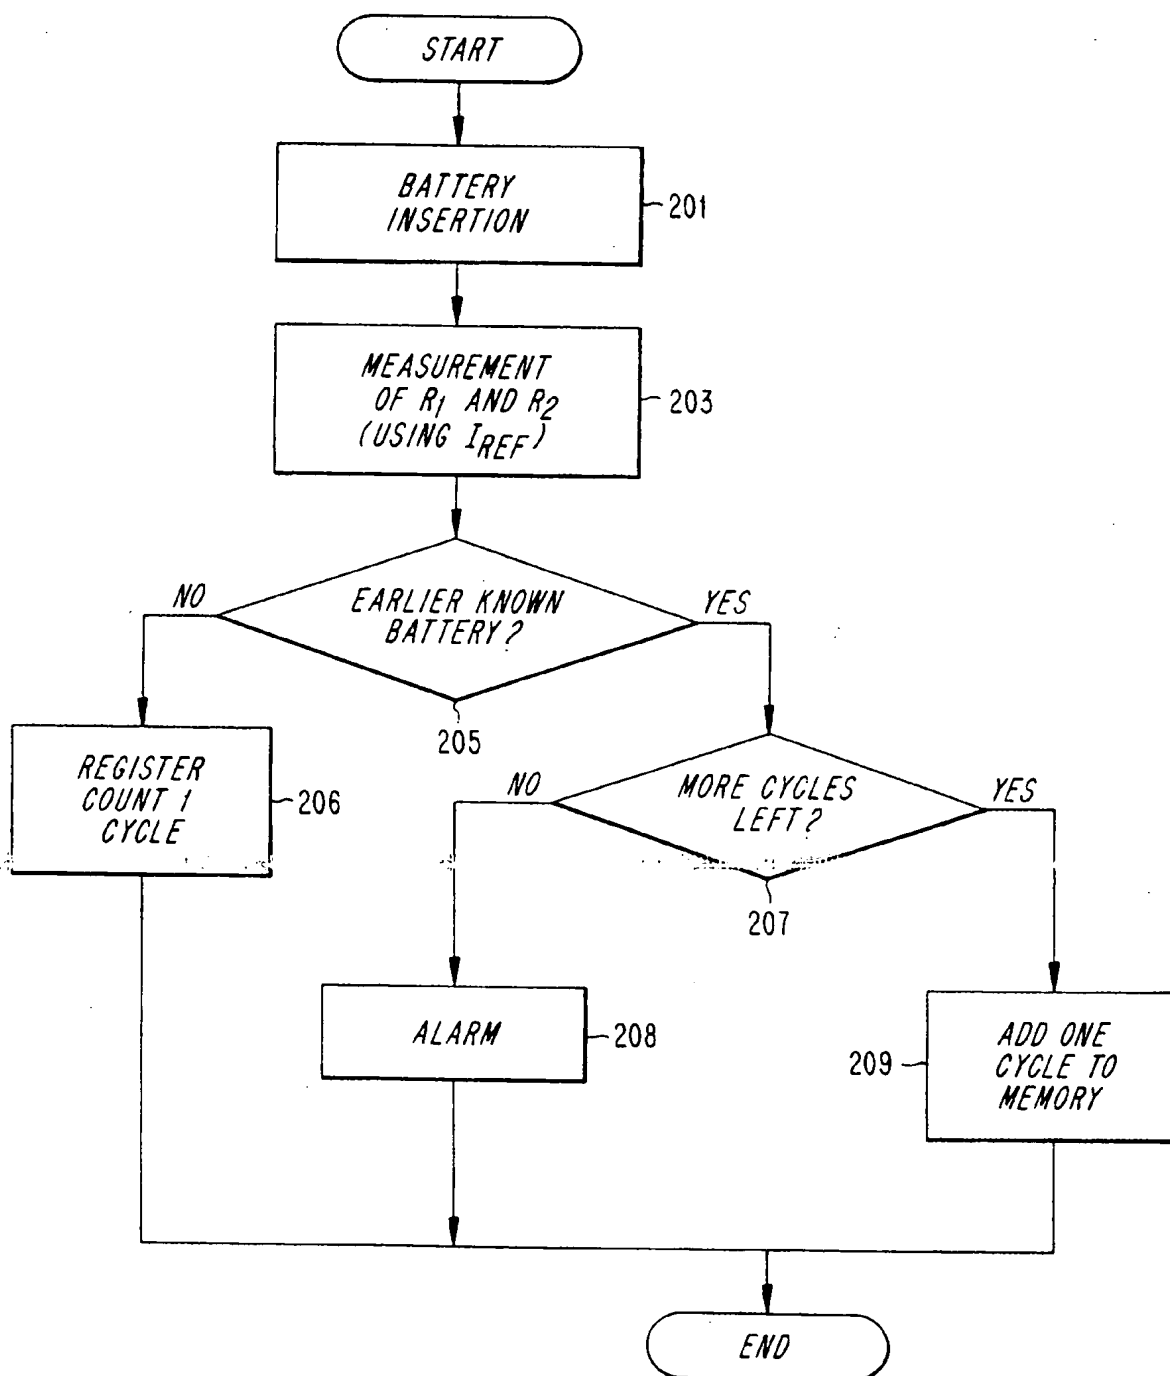 START
BATTERY
INSERTION
201
MEASUREMENT
OF R1 AND R2
(USING IREF)
203
NO
EARLIER KNOWN
BATTERY?
YES
205
REGISTER
COUNT 1
CYCLE
206
NO
MORE CYCLES
LEFT?
YES
207
ALARM
208
209
ADD ONE
CYCLE TO
MEMORY
END